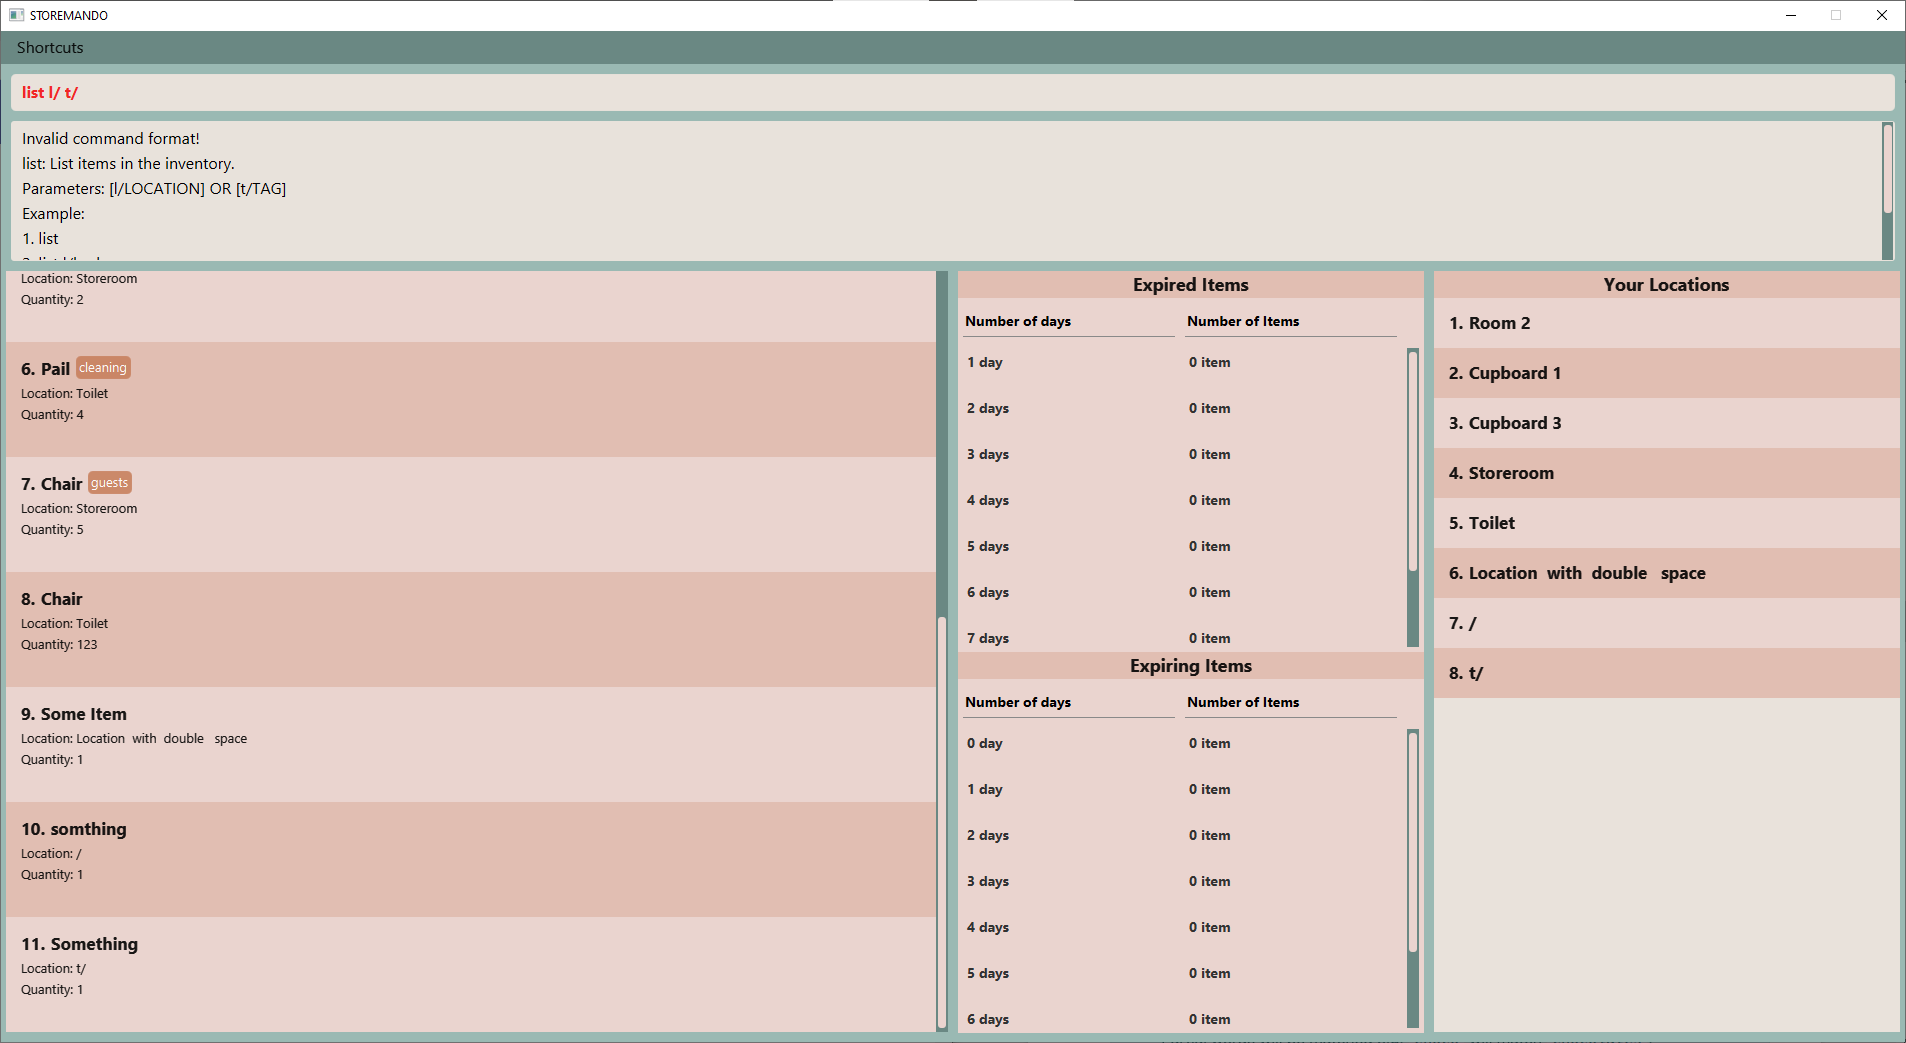 STOREMANDO
Shortcuts
list l/ t/
Invalid command format!
list: List items in the inventory.
Parameters: [l/LOCATION] OR [t/TAG]
Example:
1. list
Location: Storeroom
Quantity: 2
6. Pail cleaning
Location: Toilet
Quantity: 4
7. Chair guests
Location: Storeroom
Quantity: 5
8. Chair
Location: Toilet
Quantity: 123
9. Some Item
Location: Location  with  double   space
Quantity: 1
10. somthing
Location: /
Quantity: 1
11. Something
Location: t/
Quantity: 1
Expired Items
Number of days Number of Items
1 day 0 item
2 days 0 item
3 days 0 item
4 days 0 item
5 days 0 item
6 days 0 item
7 days 0 item
Expiring Items
Number of days Number of Items
0 day 0 item
1 day 0 item
2 days 0 item
3 days 0 item
4 days 0 item
5 days 0 item
6 days 0 item
Your Locations
1. Room 2
2. Cupboard 1
3. Cupboard 3
4. Storeroom
5. Toilet
6. Location  with  double   space
7. /
8. t/